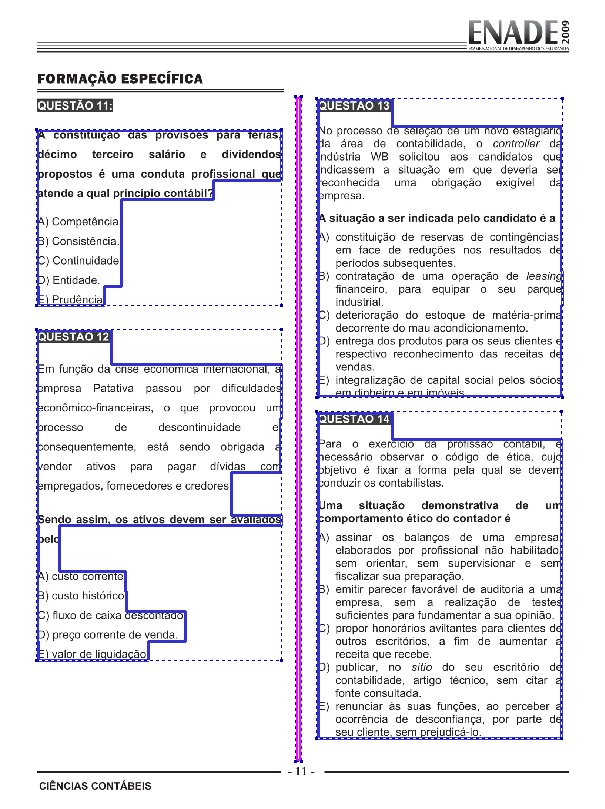 ENADE 2009
EXAME NACIONAL DE DESEMPENHO DOS ESTUDANTES
FORMAÇÃO ESPECÍFICA
QUESTÃO 11:
A constituição das provisões para férias,
décimo terceiro salário e dividendos
propostos é uma conduta profissional que
atende a qual princípio contábil?
A) Competência.
B) Consistência.
C) Continuidade.
D) Entidade.
E) Prudência.
QUESTÃO 12
Em função da crise econômica internacional, a
empresa Patativa passou por dificuldades
econômico-financeiras, o que provocou um
processo de descontinuidade e,
consequentemente, está sendo obrigada a
vender ativos para pagar dívidas com
empregados, fornecedores e credores.
Sendo assim, os ativos devem ser avaliados
pelo
A) custo corrente.
B) custo histórico.
C) fluxo de caixa descontado.
D) preço corrente de venda.
E) valor de liquidação.
QUESTÃO 13
No processo de seleção de um novo estagiário
da área de contabilidade, o controller da
indústria WB solicitou aos candidatos que
indicassem a situação em que deveria ser
reconhecida uma obrigação exigível da
empresa.
A situação a ser indicada pelo candidato é a
A) constituição de reservas de contingências,
em face de reduções nos resultados de
períodos subsequentes.
B) contratação de uma operação de leasing
financeiro, para equipar o seu parque
industrial.
C) deterioração do estoque de matéria-prima
decorrente do mau acondicionamento.
D) entrega dos produtos para os seus clientes e
respectivo reconhecimento das receitas de
vendas.
E) integralização de capital social pelos sócios
em dinheiro e em imóveis.
QUESTÃO 14
Para o exercício da profissão contábil, é
necessário observar o código de ética, cujo
objetivo é fixar a forma pela qual se devem
conduzir os contabilistas.
Uma situação demonstrativa de um
comportamento ético do contador é
A) assinar os balanços de uma empresa,
elaborados por profissional não habilitado,
sem orientar, sem supervisionar e sem
fiscalizar sua preparação.
B) emitir parecer favorável de auditoria a uma
empresa, sem a realização de testes
suficientes para fundamentar a sua opinião.
C) propor honorários aviltantes para clientes de
outros escritórios, a fim de aumentar a
receita que recebe.
D) publicar, no sítio do seu escritório de
contabilidade, artigo técnico, sem citar a
fonte consultada.
E) renunciar às suas funções, ao perceber a
ocorrência de desconfiança, por parte de
seu cliente, sem prejudicá-lo.
- 11 -
CIÊNCIAS CONTÁBEIS